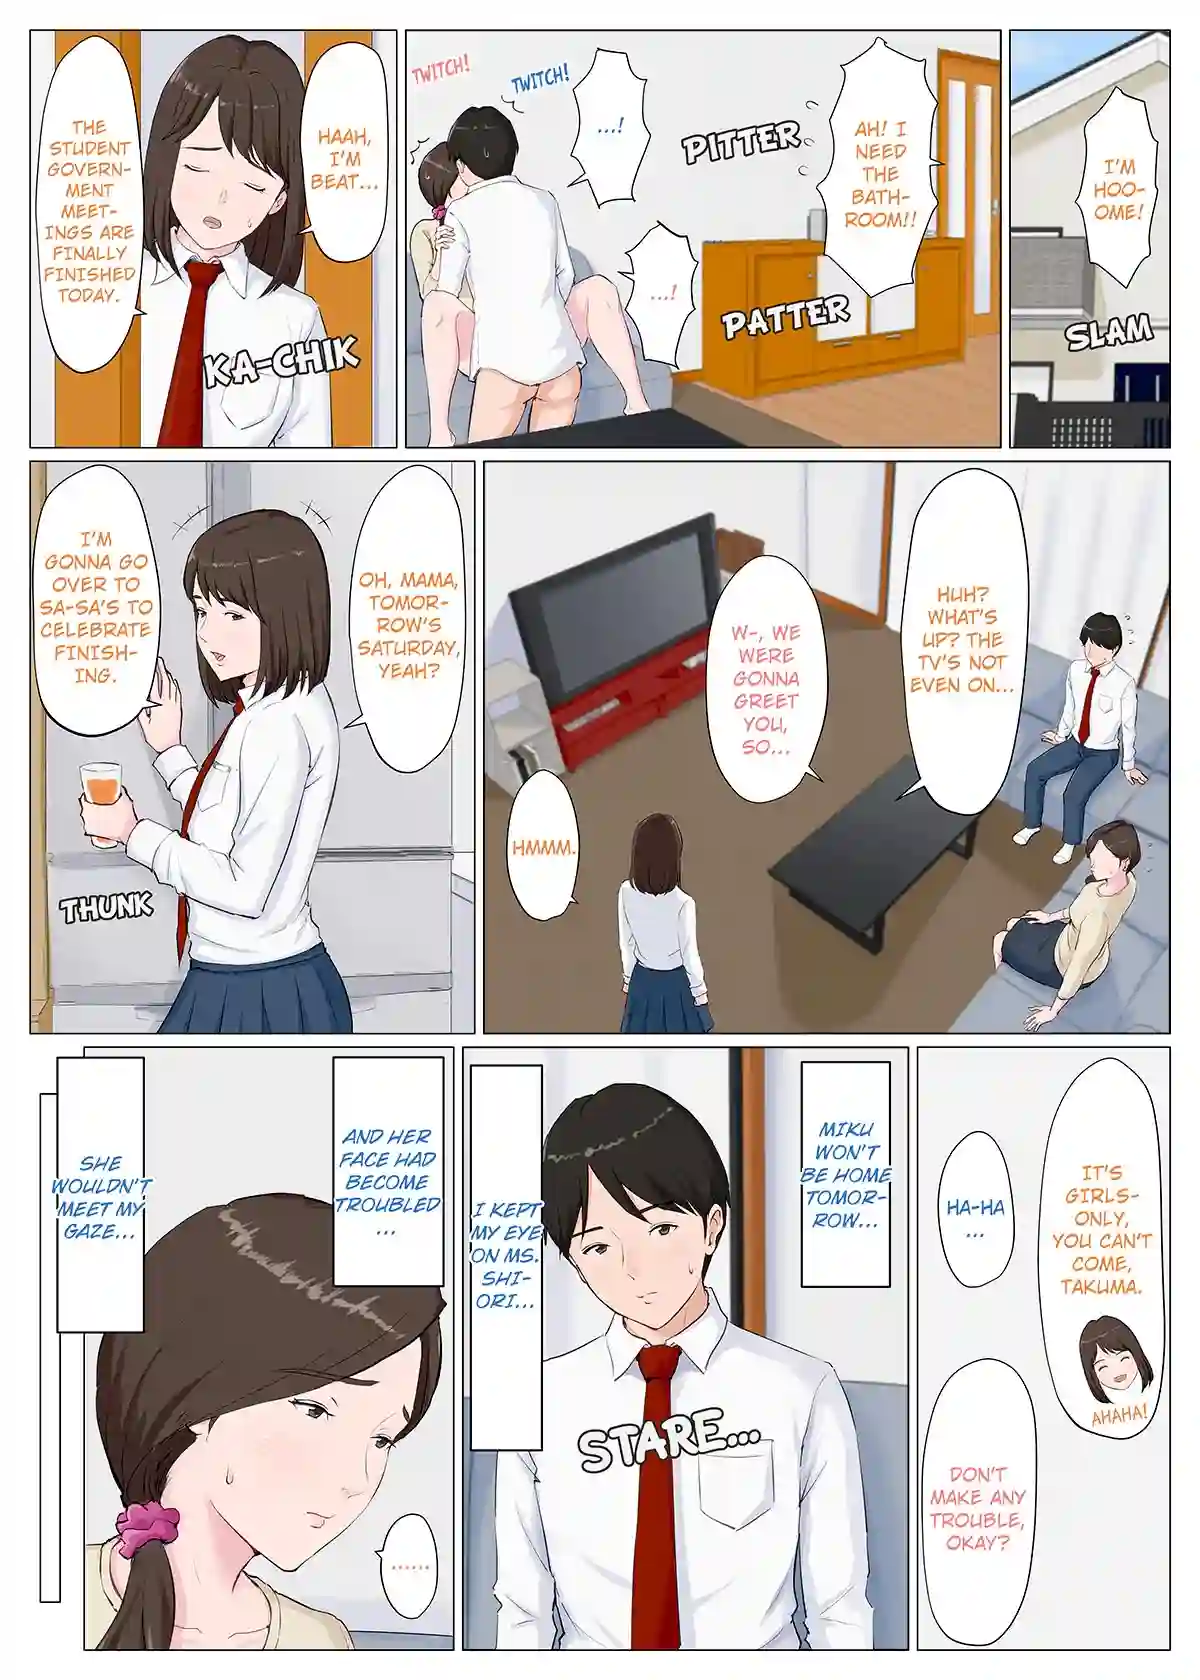 I'M
HOO-
OME!
SLAM
AH! I
NEED
THE
BATH-
ROOM!!
PITTER
PATTER
...!
...!
TWITCH!
TWITCH!
HAAH,
I'M
BEAT...
THE
STUDENT
GOVERN-
MENT
MEET-
INGS ARE
FINALLY
FINISHED
TODAY.
KA-CHIK
HUH?
WHAT'S
UP? THE
TV'S NOT
EVEN ON...
W-, WE
WERE
GONNA
GREET
YOU,
SO...
HMMM.
OH, MAMA,
TOMOR-
ROW'S
SATURDAY,
YEAH?
I'M
GONNA GO
OVER TO
SA-SA'S TO
CELEBRATE
FINISH-
ING.
THUNK
IT'S
GIRLS-
ONLY,
YOU CAN'T
COME,
TAKUMA.
AHAHA!
HA-HA
...
DON'T
MAKE ANY
TROUBLE,
OKAY?
MIKU
WON'T
BE HOME
TOMOR-
ROW...
I KEPT
MY EYE
ON MS.
SHI-
ORI...
STARE...
AND HER
FACE HAD
BECOME
TROUBLED
...
SHE
WOULDN'T
MEET MY
GAZE...
......